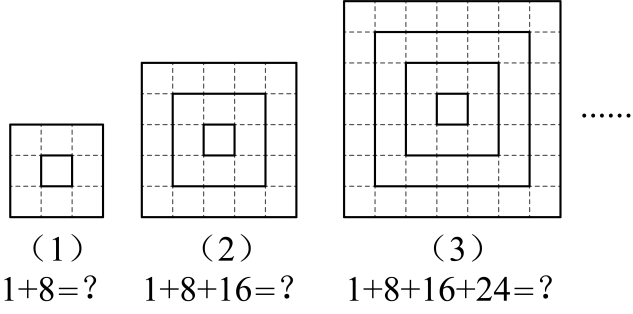 ……
（1） （2） （3）
1+8=？ 1+8+16=？ 1+8+16+24=？